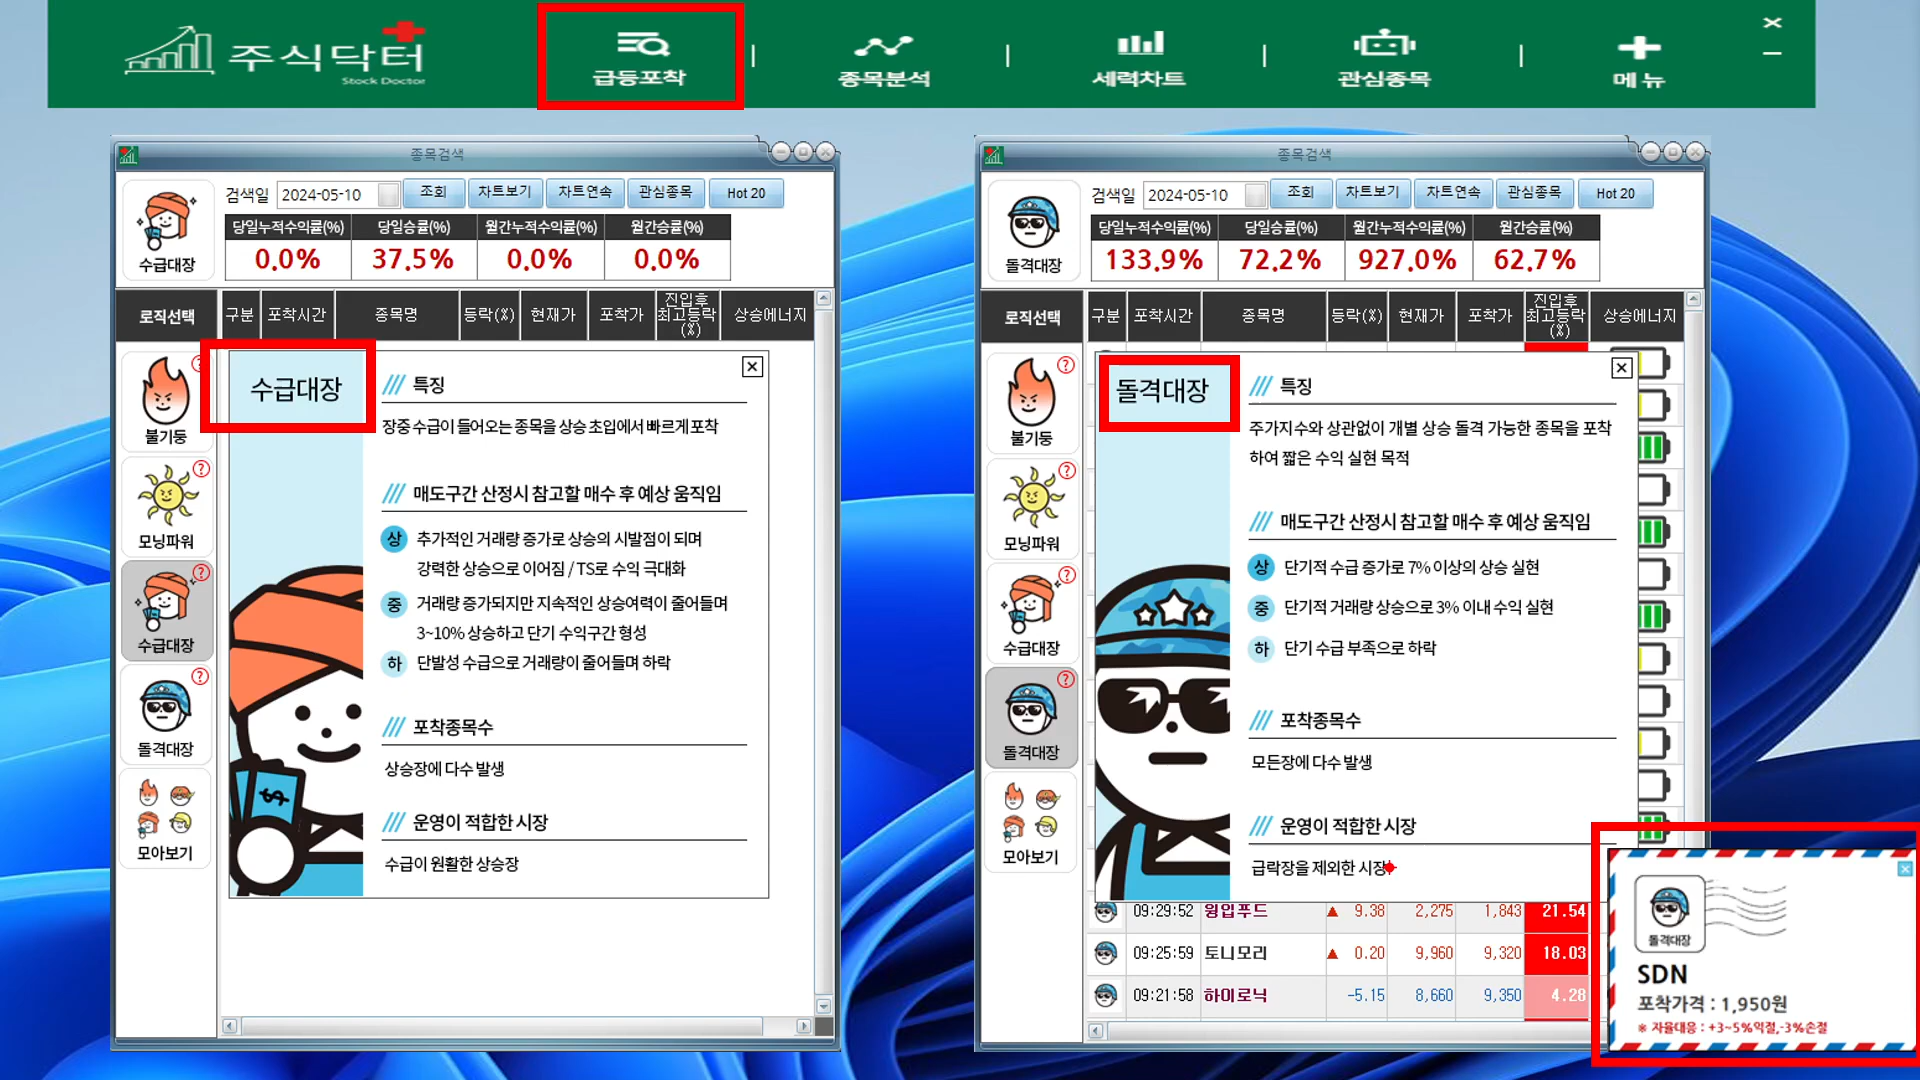 주식닥터
Stock Doctor
급등포착
종목분석
세력차트
관심종목
메뉴
종목검색
수급대장
검색일 2024-05-10 조회 차트보기 차트연속 관심종목 Hot 20
당일누적수익률(%) 당일승률(%) 월간누적수익률(%) 월간승률(%)
0.0% 37.5% 0.0% 0.0%
로직선택 구분 포착시간 종목명 등락(%) 현재가 포착가 진입후 최고등락 (%) 상승에너지
불기둥
모닝파워
수급대장
돌격대장
모아보기
수급대장
/// 특징
장중 수급이 들어오는 종목을 상승 초입에서 빠르게 포착
/// 매도구간 산정시 참고할 매수 후 예상 움직임
상 추가적인 거래량 증가로 상승의 시발점이 되며
강력한 상승으로 이어짐 / TS로 수익 극대화
중 거래량 증가되지만 지속적인 상승여력이 줄어들며
3~10% 상승하고 단기 수익구간 형성
하 단발성 수급으로 거래량이 줄어들며 하락
/// 포착종목수
상승장에 다수 발생
/// 운영이 적합한 시장
수급이 원활한 상승장
종목검색
돌격대장
검색일 2024-05-10 조회 차트보기 차트연속 관심종목 Hot 20
당일누적수익률(%) 당일승률(%) 월간누적수익률(%) 월간승률(%)
133.9% 72.2% 927.0% 62.7%
로직선택 구분 포착시간 종목명 등락(%) 현재가 포착가 진입후 최고등락 (%) 상승에너지
불기둥
모닝파워
수급대장
돌격대장
모아보기
돌격대장
/// 특징
주가지수와 상관없이 개별 상승 돌격 가능한 종목을 포착
하여 짧은 수익 실현 목적
/// 매도구간 산정시 참고할 매수 후 예상 움직임
상 단기적 수급 증가로 7% 이상의 상승 실현
중 단기적 거래량 상승으로 3% 이내 수익 실현
하 단기 수급 부족으로 하락
/// 포착종목수
모든장에 다수 발생
/// 운영이 적합한 시장
급락장을 제외한 시장
09:29:52 윙입푸드 ▲ 9.38 2,275 1,843 21.54
09:25:59 토니모리 ▲ 0.20 9,960 9,320 18.03
09:21:58 하이로닉 -5.15 8,660 9,350 4.28
돌격대장
SDN
포착가격 : 1,950원
※ 자율대응 : +3~5%익절,-3%손절